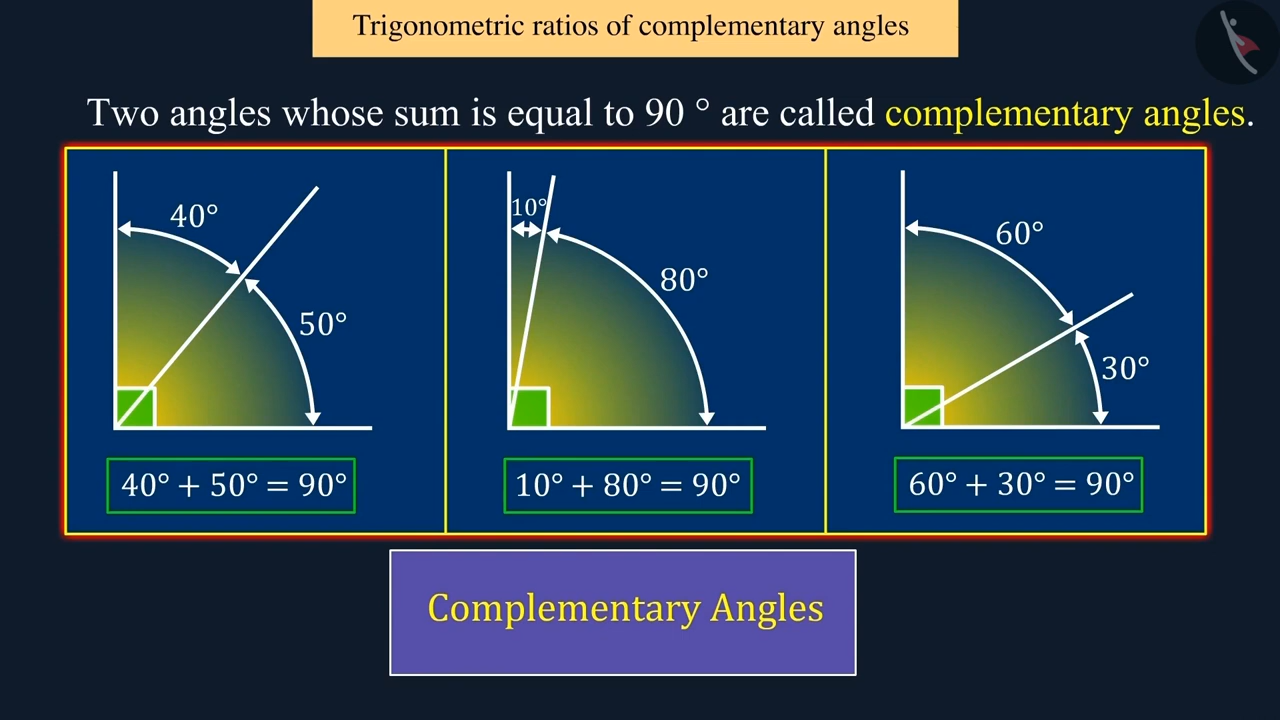 Trigonometric ratios of complementary angles
Two angles whose sum is equal to 90 ° are called complementary angles.
40°
50°
40° + 50° = 90°
10°
80°
10° + 80° = 90°
60°
30°
60° + 30° = 90°
Complementary Angles